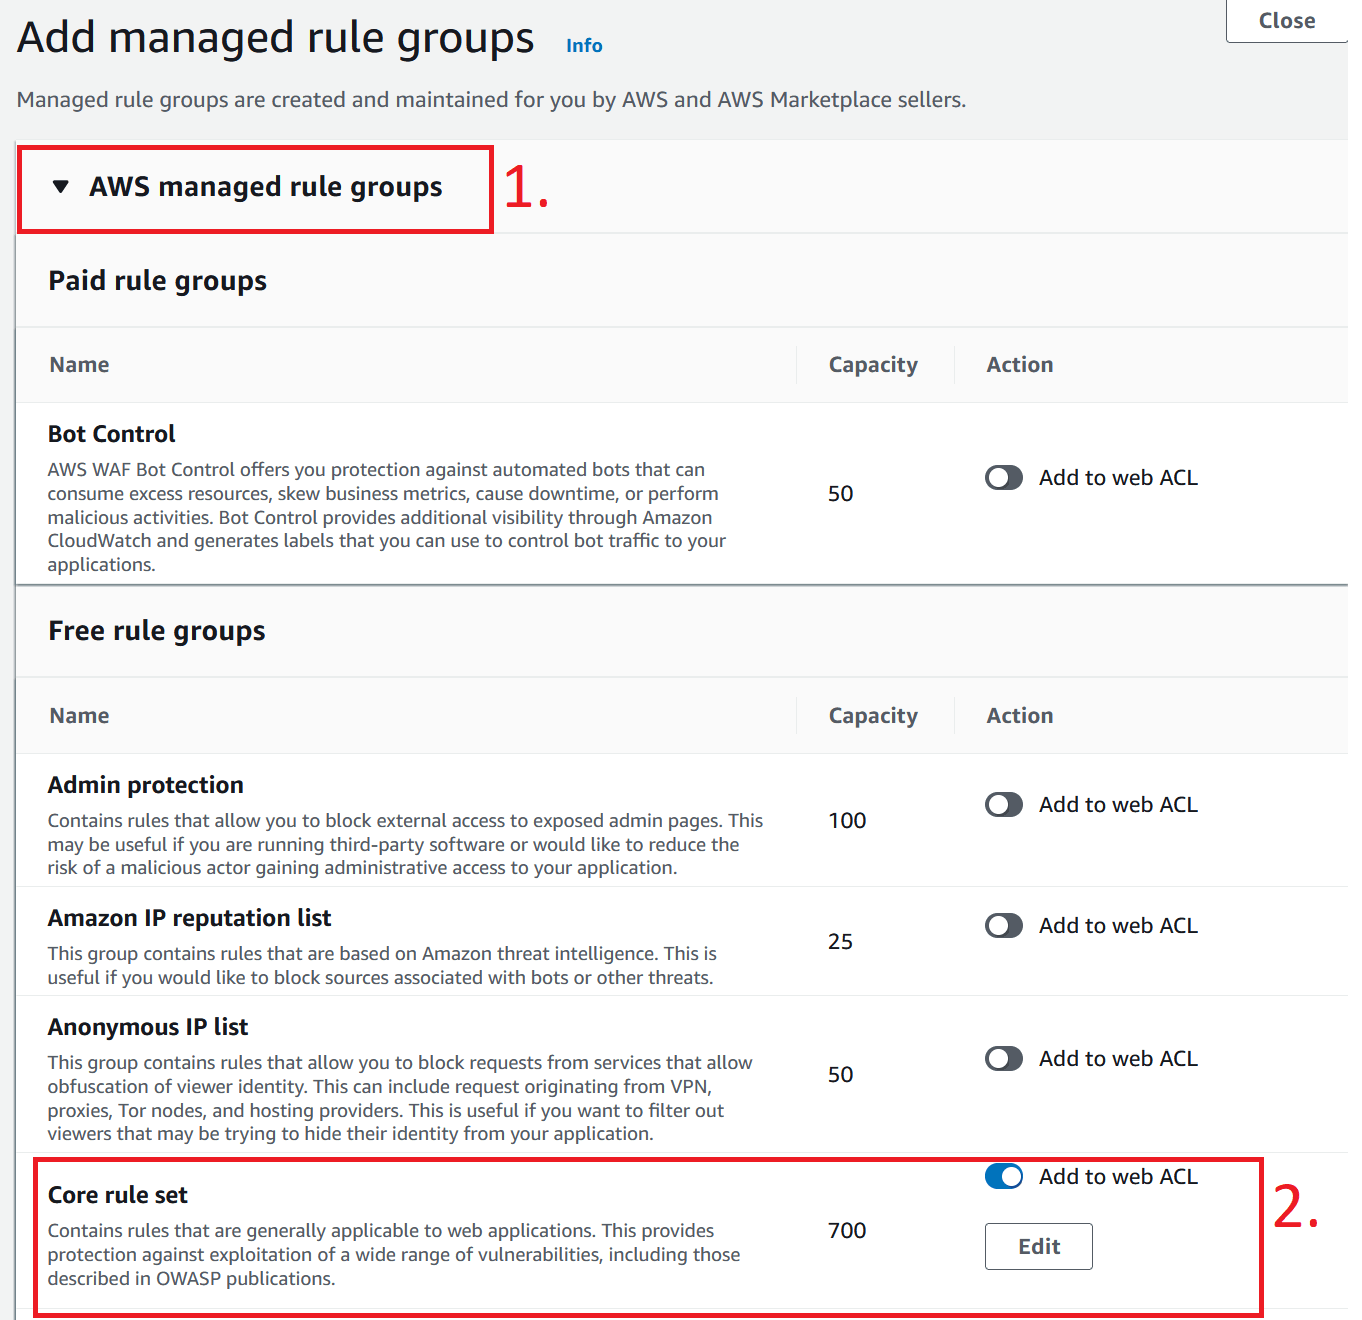 Add managed rule groups Info
Close
Managed rule groups are created and maintained for you by AWS and AWS Marketplace sellers.
AWS managed rule groups
1.
Paid rule groups
Name Capacity Action
Bot Control
AWS WAF Bot Control offers you protection against automated bots that can
consume excess resources, skew business metrics, cause downtime, or perform
malicious activities. Bot Control provides additional visibility through Amazon
CloudWatch and generates labels that you can use to control bot traffic to your
applications.
50
Add to web ACL
Free rule groups
Name Capacity Action
Admin protection
Contains rules that allow you to block external access to exposed admin pages. This
may be useful if you are running third-party software or would like to reduce the
risk of a malicious actor gaining administrative access to your application.
100
Add to web ACL
Amazon IP reputation list
This group contains rules that are based on Amazon threat intelligence. This is
useful if you would like to block sources associated with bots or other threats.
25
Add to web ACL
Anonymous IP list
This group contains rules that allow you to block requests from services that allow
obfuscation of viewer identity. This can include request originating from VPN,
proxies, Tor nodes, and hosting providers. This is useful if you want to filter out
viewers that may be trying to hide their identity from your application.
50
Add to web ACL
Core rule set
Contains rules that are generally applicable to web applications. This provides
protection against exploitation of a wide range of vulnerabilities, including those
described in OWASP publications.
700
Add to web ACL
Edit
2.